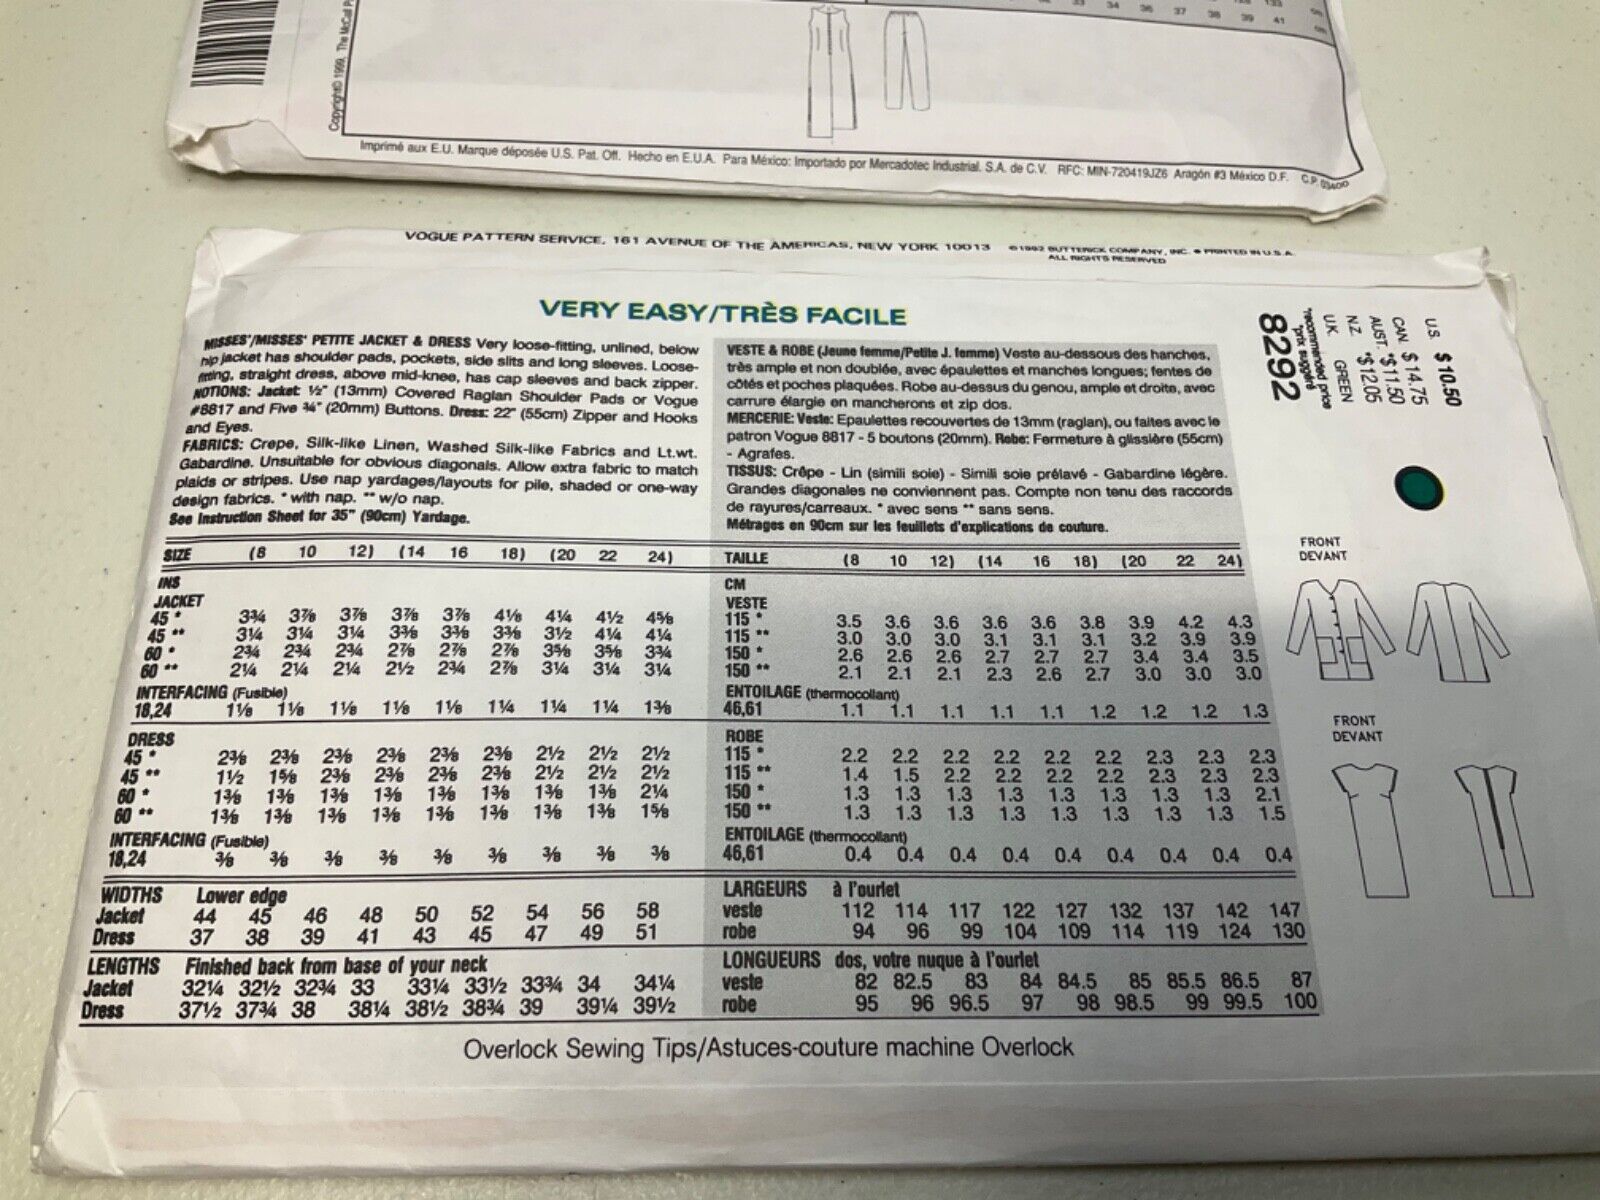 Copyright© 1999, The McCall
33 34 36 37 38 39 41
Imprimé aux E.U. Marque déposée U.S. Pat. Off. Hecho en E.U.A. Para México: Importado por Mercadotec Industrial. S.A. de C.V. RFC: MIN-720419JZ6 Aragón #3 México D.F. C.P. 03400
VOGUE PATTERN SERVICE, 161 AVENUE OF THE AMERICAS, NEW YORK 10013 ©1992 BUTTERICK COMPANY, INC. ● PRINTED IN U.S.A.
ALL RIGHTS RESERVED
VERY EASY/TRÈS FACILE
MISSES'/MISSES' PETITE JACKET & DRESS Very loose-fitting, unlined, below
hip jacket has shoulder pads, pockets, side slits and long sleeves. Loose-
fitting, straight dress, above mid-knee, has cap sleeves and back zipper.
NOTIONS: Jacket: ½" (13mm) Covered Raglan Shoulder Pads or Vogue
#8817 and Five ¾" (20mm) Buttons. Dress: 22" (55cm) Zipper and Hooks
and Eyes.
FABRICS: Crepe, Silk-like Linen, Washed Silk-like Fabrics and Lt.wt.
Gabardine. Unsuitable for obvious diagonals. Allow extra fabric to match
plaids or stripes. Use nap yardages/layouts for pile, shaded or one-way
design fabrics. * with nap. ** w/o nap.
See Instruction Sheet for 35" (90cm) Yardage.
SIZE (8 10 12) (14 16 18) (20 22 24)
INS
JACKET
45 * 3¾ 3⅞ 3⅞ 3⅞ 3⅞ 4⅛ 4¼ 4½ 4⅝
45 ** 3¼ 3¼ 3¼ 3⅜ 3⅜ 3⅜ 3½ 4¼ 4¼
60 * 2¾ 2¾ 2¾ 2⅞ 2⅞ 2⅞ 3⅝ 3⅝ 3¾
60 ** 2¼ 2¼ 2¼ 2½ 2¾ 2⅞ 3¼ 3¼ 3¼
INTERFACING (Fusible)
18,24 1⅛ 1⅛ 1⅛ 1⅛ 1⅛ 1¼ 1¼ 1¼ 1⅜
DRESS
45 * 2⅜ 2⅜ 2⅜ 2⅜ 2⅜ 2⅜ 2½ 2½ 2½
45 ** 1½ 1⅝ 2⅜ 2⅜ 2⅜ 2⅜ 2½ 2½ 2½
60 * 1⅜ 1⅜ 1⅜ 1⅜ 1⅜ 1⅜ 1⅜ 1⅜ 2¼
60 ** 1⅜ 1⅜ 1⅜ 1⅜ 1⅜ 1⅜ 1⅜ 1⅜ 1⅝
INTERFACING (Fusible)
18,24 ⅜ ⅜ ⅜ ⅜ ⅜ ⅜ ⅜ ⅜ ⅜
WIDTHS Lower edge
Jacket 44 45 46 48 50 52 54 56 58
Dress 37 38 39 41 43 45 47 49 51
LENGTHS Finished back from base of your neck
Jacket 32¼ 32½ 32¾ 33 33¼ 33½ 33¾ 34 34¼
Dress 37½ 37¾ 38 38¼ 38½ 38¾ 39 39¼ 39½
VESTE & ROBE (Jeune femme/Petite J. femme) Veste au-dessous des hanches,
très ample et non doublée, avec épaulettes et manches longues; fentes de
côtés et poches plaquées. Robe au-dessus du genou, ample et droite, avec
carrure élargie en mancherons et zip dos.
MERCERIE: Veste: Epaulettes recouvertes de 13mm (raglan), ou faites avec le
patron Vogue 8817 - 5 boutons (20mm). Robe: Fermeture à glissière (55cm)
- Agrafes.
TISSUS: Crêpe - Lin (simili soie) - Simili soie prélavé - Gabardine légère.
Grandes diagonales ne conviennent pas. Compte non tenu des raccords
de rayures/carreaux. * avec sens ** sans sens.
Métrages en 90cm sur les feuillets d'explications de couture.
TAILLE (8 10 12) (14 16 18) (20 22 24)
CM
VESTE
115 * 3.5 3.6 3.6 3.6 3.6 3.8 3.9 4.2 4.3
115 ** 3.0 3.0 3.0 3.1 3.1 3.1 3.2 3.9 3.9
150 * 2.6 2.6 2.6 2.7 2.7 2.7 3.4 3.4 3.5
150 ** 2.1 2.1 2.1 2.3 2.6 2.7 3.0 3.0 3.0
ENTOILAGE (thermocollant)
46,61 1.1 1.1 1.1 1.1 1.1 1.2 1.2 1.2 1.3
ROBE
115 * 2.2 2.2 2.2 2.2 2.2 2.2 2.3 2.3 2.3
115 ** 1.4 1.5 2.2 2.2 2.2 2.2 2.3 2.3 2.3
150 * 1.3 1.3 1.3 1.3 1.3 1.3 1.3 1.3 2.1
150 ** 1.3 1.3 1.3 1.3 1.3 1.3 1.3 1.3 1.5
ENTOILAGE (thermocollant)
46,61 0.4 0.4 0.4 0.4 0.4 0.4 0.4 0.4 0.4
LARGEURS à l'ourlet
veste 112 114 117 122 127 132 137 142 147
robe 94 96 99 104 109 114 119 124 130
LONGUEURS dos, votre nuque à l'ourlet
veste 82 82.5 83 84 84.5 85 85.5 86.5 87
robe 95 96 96.5 97 98 98.5 99 99.5 100
Overlock Sewing Tips/Astuces-couture machine Overlock
U.S. $10.50
CAN. $14.75
AUST. *$11.50
N.Z. *$12.05
U.K. GREEN
*recommended price
*prix suggéré
8292
FRONT
DEVANT
FRONT
DEVANT